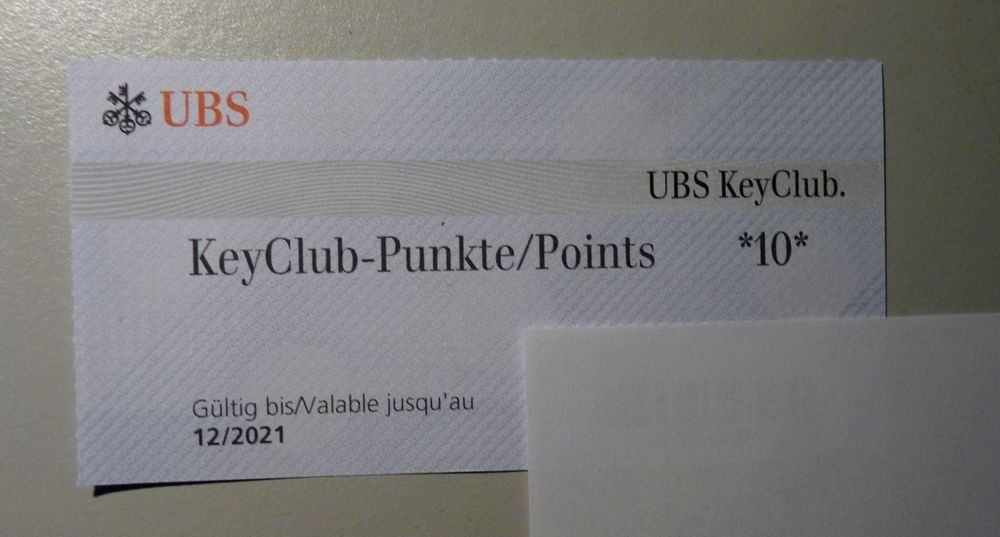 UBS
UBS KeyClub.
KeyClub-Punkte/Points *10*
Gültig bis/Valable jusqu'au
12/2021